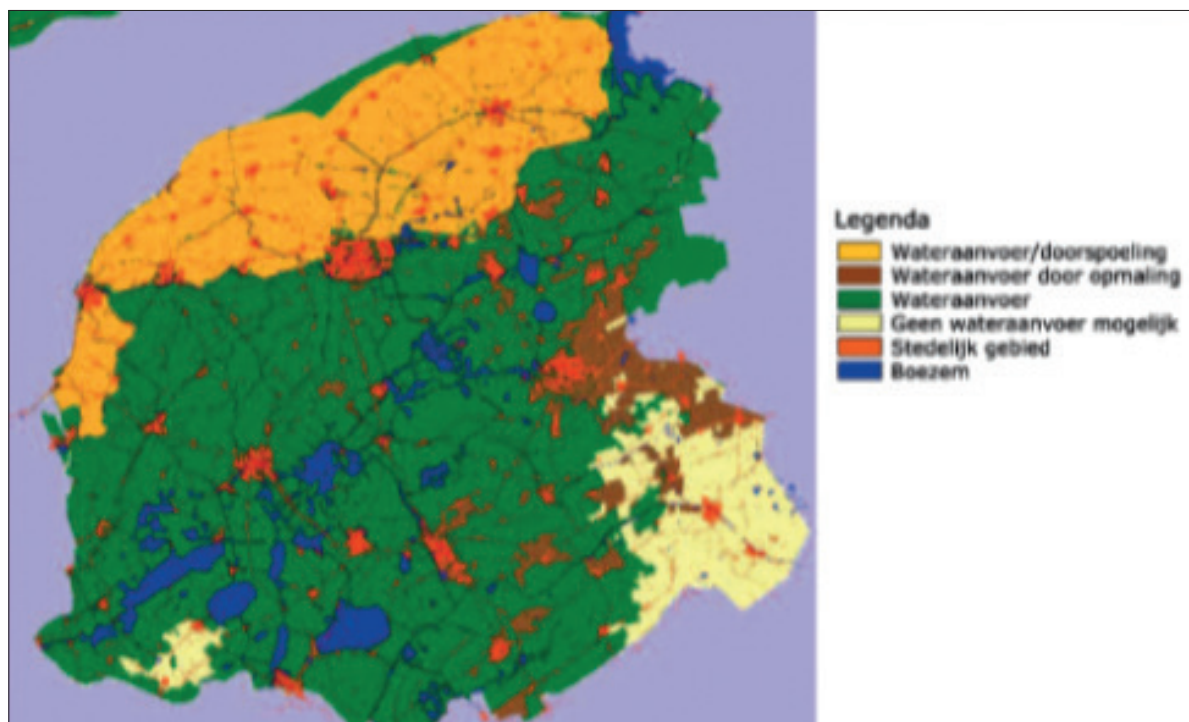 Legenda
Wateraanvoer/doorspoeling
Wateraanvoer door opmaling
Wateraanvoer
Geen wateraanvoer mogelijk
Stedelijk gebied
Boezem